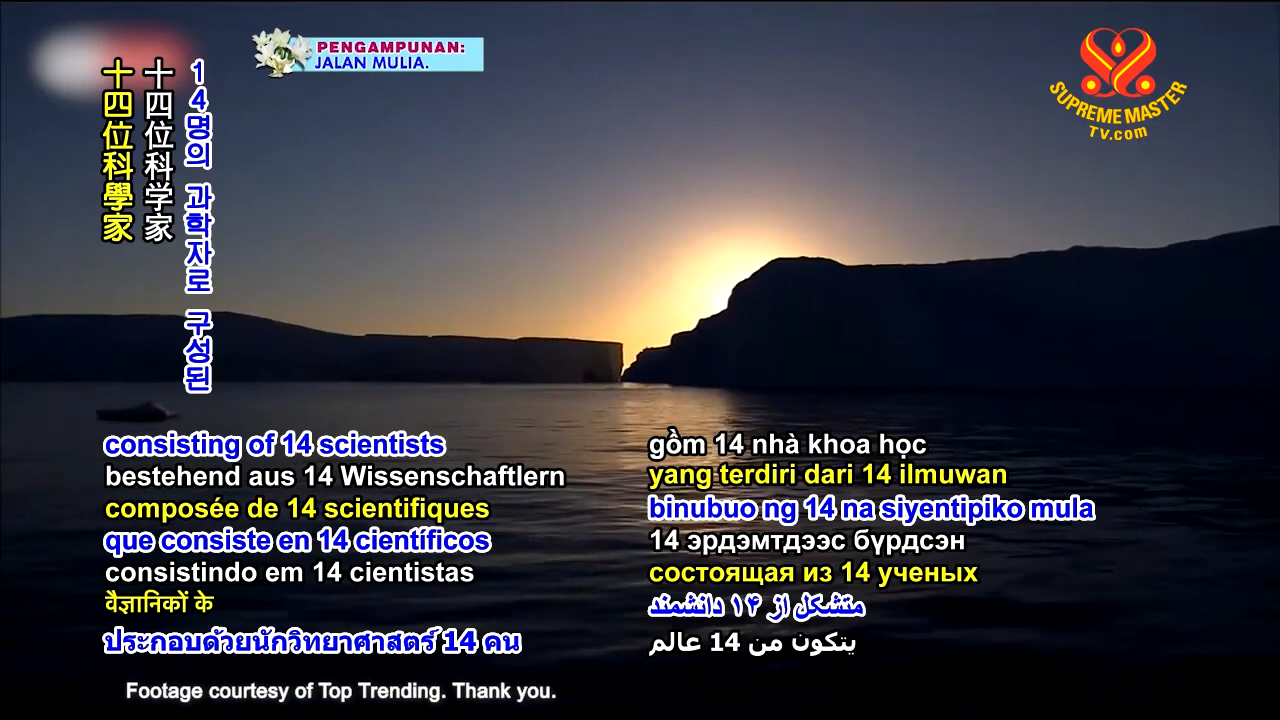 PENGAMPUNAN:
JALAN MULIA.
SUPREME MASTER
TV.com
十四位科學家
十四位科学家
14명의 과학자로 구성된
consisting of 14 scientists
bestehend aus 14 Wissenschaftlern
composée de 14 scientifiques
que consiste en 14 científicos
consistindo em 14 cientistas
वैज्ञानिकों के
ประกอบด้วยนักวิทยาศาสตร์ 14 คน
gồm 14 nhà khoa học
yang terdiri dari 14 ilmuwan
binubuo ng 14 na siyentipiko mula
14 эрдэмтдээс бүрдсэн
состоящая из 14 ученых
متشکل از ۱۴ دانشمند
يتكون من 14 عالم
Footage courtesy of Top Trending. Thank you.